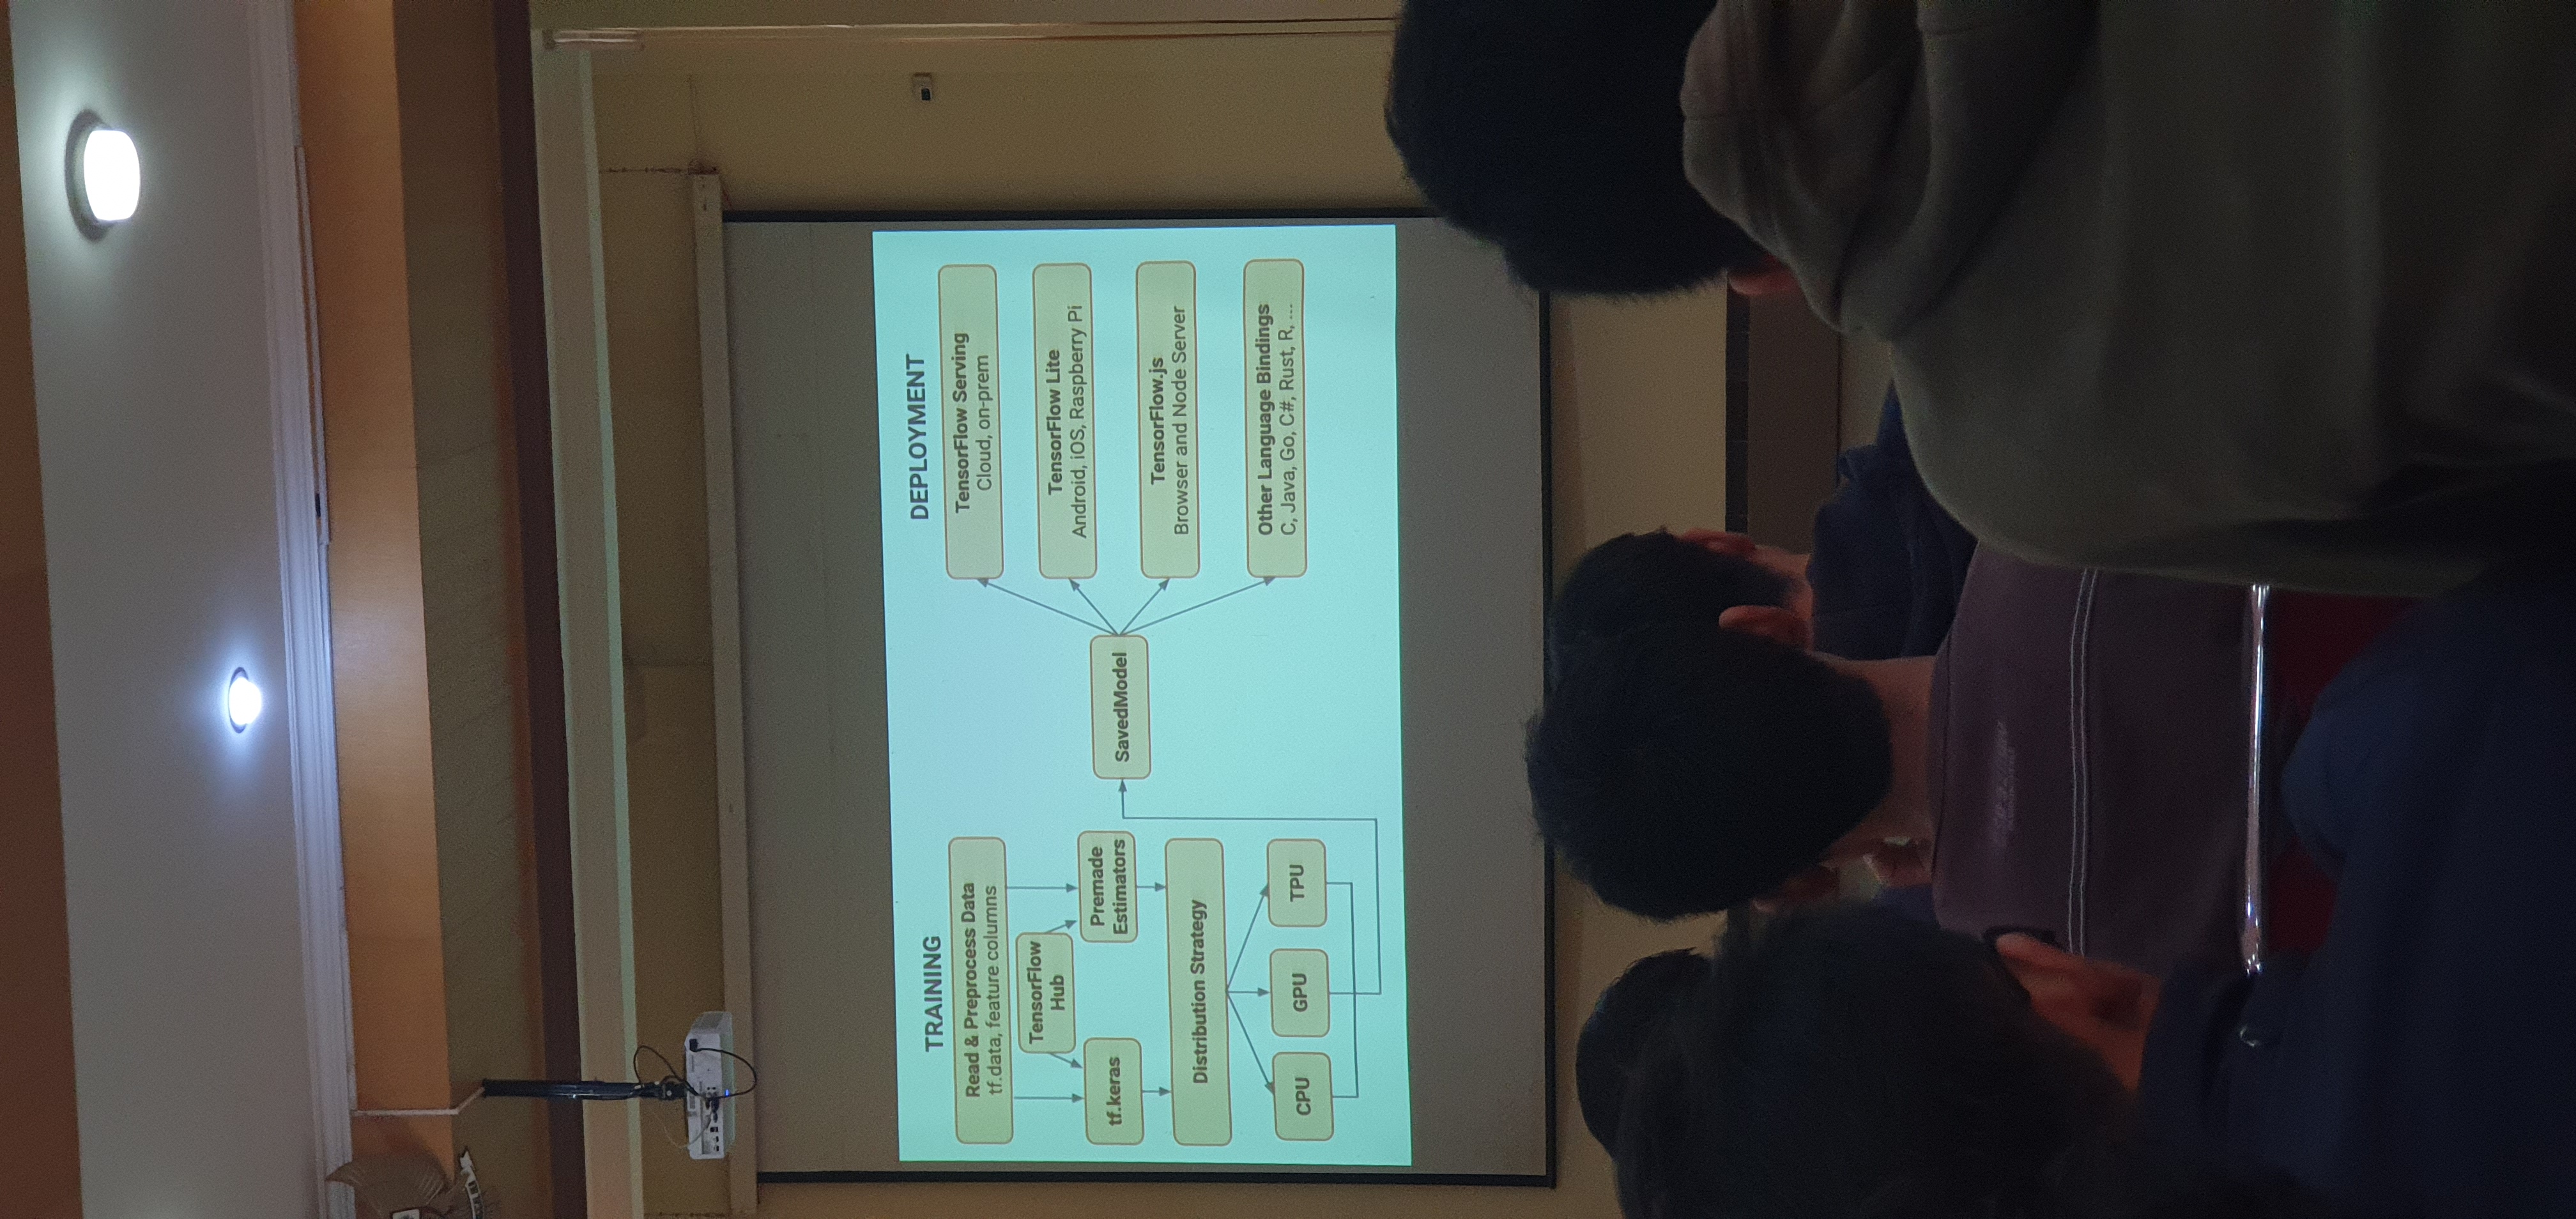 TRAINING
Read & Preprocess Data
tf.data, feature columns
TensorFlow
Hub
tf.keras
Premade
Estimators
Distribution Strategy
CPU
GPU
TPU
SavedModel
DEPLOYMENT
TensorFlow Serving
Cloud, on-prem
TensorFlow Lite
Android, iOS, Raspberry Pi
TensorFlow.js
Browser and Node Server
Other Language Bindings
C, Java, Go, C#, Rust, R, ...